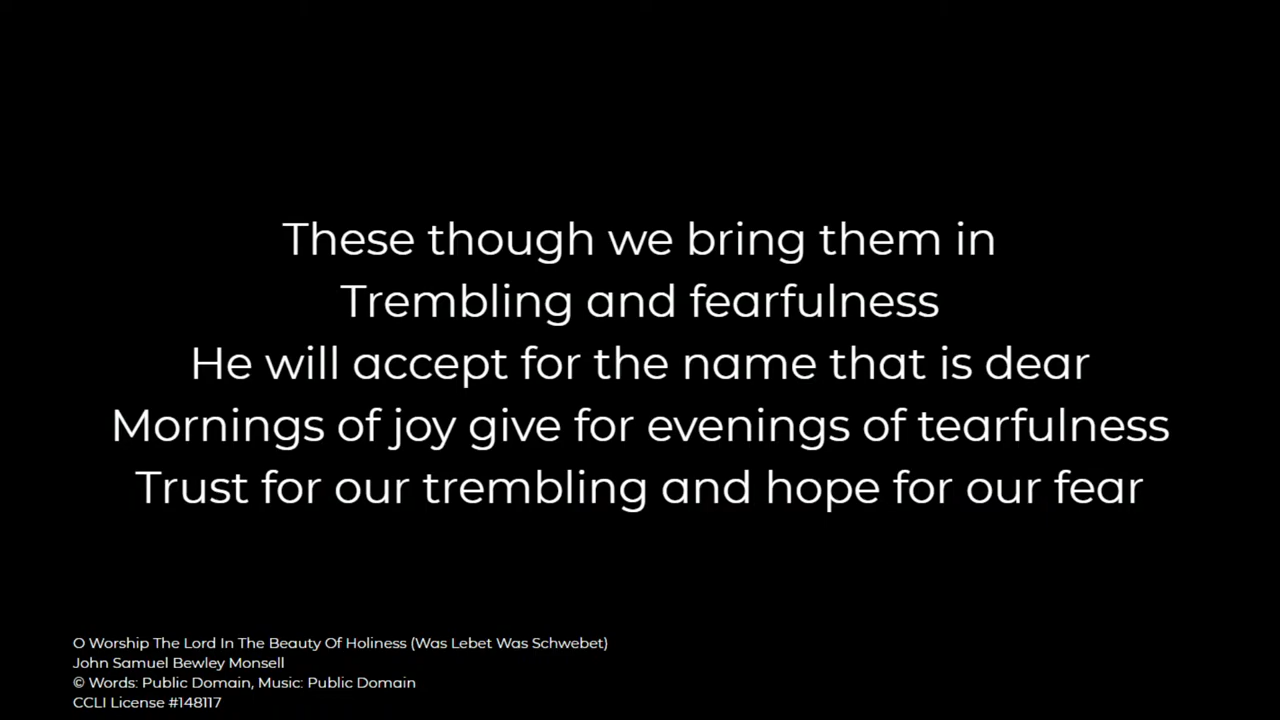 These though we bring them in
Trembling and fearfulness
He will accept for the name that is dear
Mornings of joy give for evenings of tearfulness
Trust for our trembling and hope for our fear
O Worship The Lord In The Beauty Of Holiness (Was Lebet Was Schwebet)
John Samuel Bewley Monsell
© Words: Public Domain, Music: Public Domain
CCLI License #148117